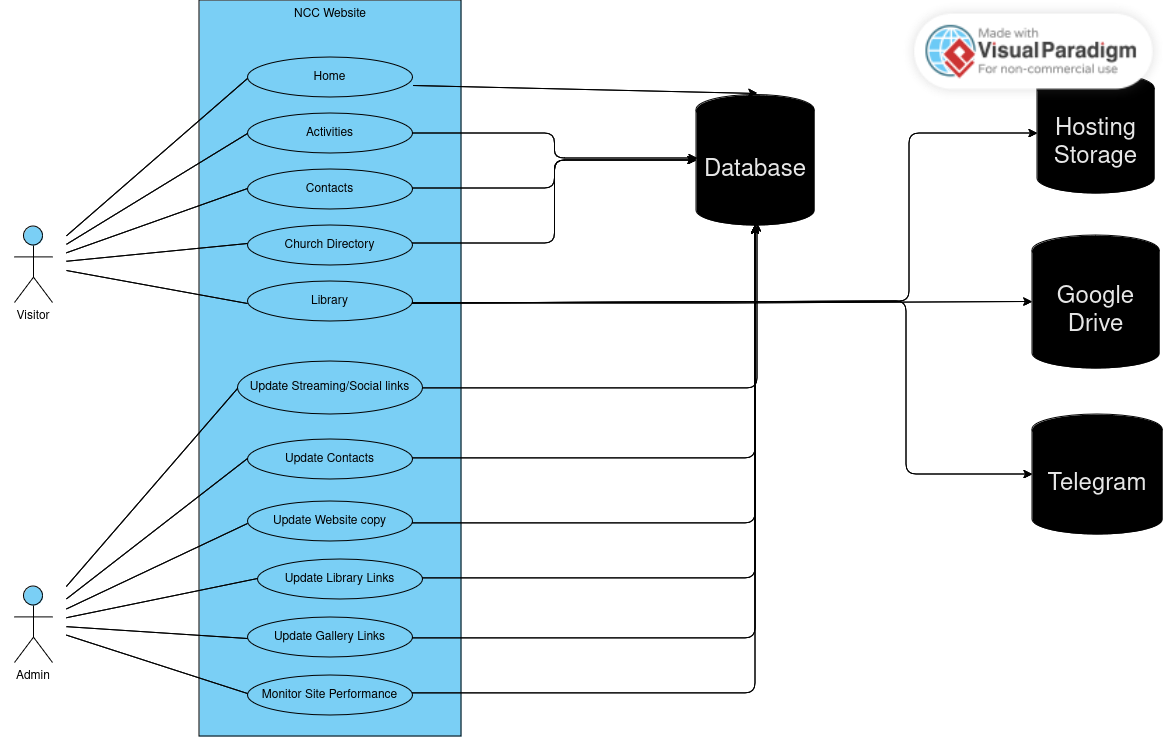 NCC Website
Made with
Visual Paradigm
For non-commercial use
Home
Activities
Contacts
Church Directory
Library
Visitor
Database
Hosting
Storage
Google
Drive
Telegram
Update Streaming/Social links
Update Contacts
Update Website copy
Update Library Links
Update Gallery Links
Monitor Site Performance
Admin